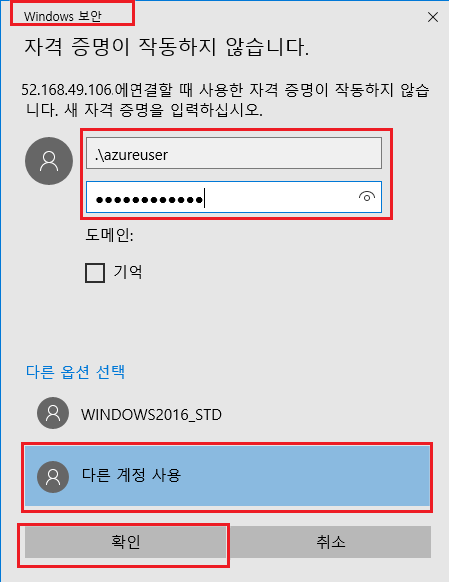 Windows 보안
자격 증명이 작동하지 않습니다.
52.168.49.106에연결할 때 사용한 자격 증명이 작동하지 않습
니다. 새 자격 증명을 입력하십시오.
.\azureuser
●●●●●●●●●●●●
도메인:
기억
다른 옵션 선택
WINDOWS2016_STD
다른 계정 사용
확인
취소